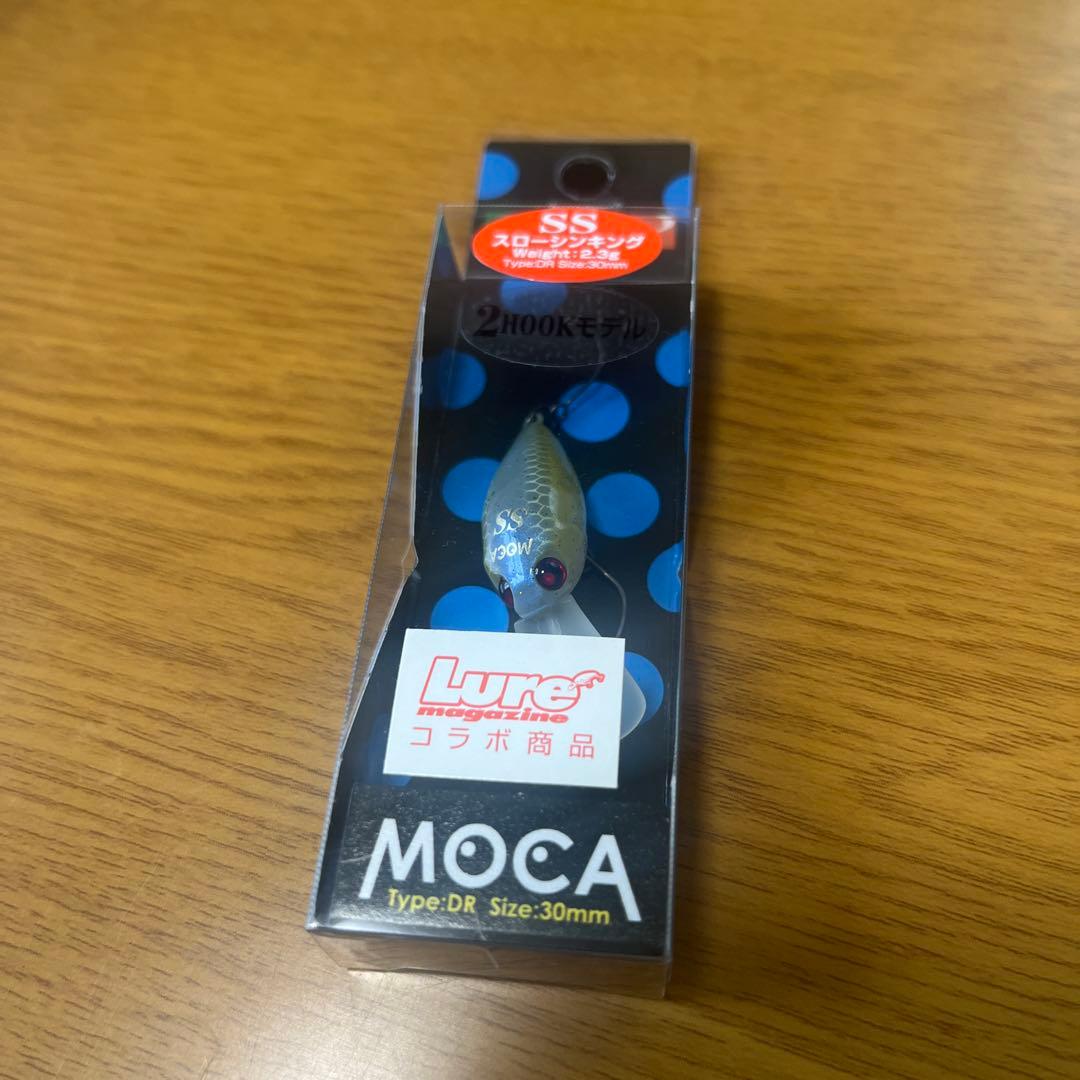 SS
スローシンキング
Weight:2.3g
Type:DR Size:30mm
2HOOKモデル
SS
MOCA
Lure
magazine
コラボ商品
MOCA
Type:DR Size:30mm